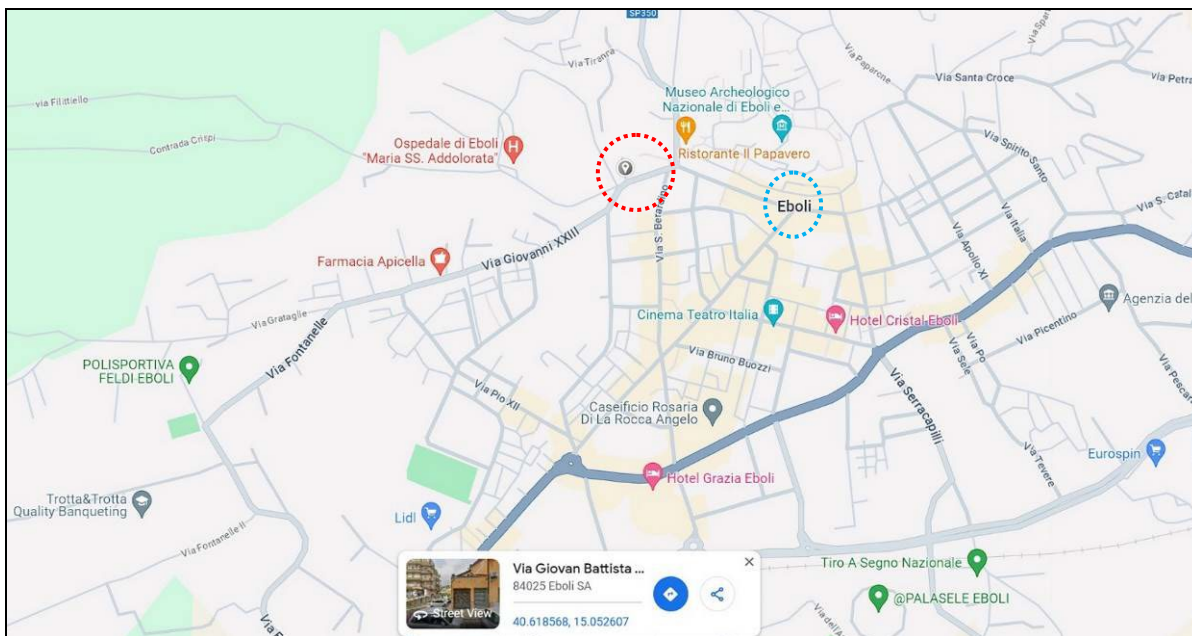 SP350
Via Tiranna
Via Paparone
Via Santa Croce
via Petra
via Filittiello
Contrada Crispi
Museo Archeologico
Nazionale di Eboli e...
Ospedale di Eboli
"Maria SS. Addolorata"
Ristorante Il Papavero
Via Spirito Santo
Eboli
Via S. Berardino
Via Italia
Via S. Catal
Via Giovanni XXIII
Via Apollo XI
Farmacia Apicella
Cinema Teatro Italia
Hotel Cristal Eboli
Agenzia del
Via Grataglie
Via Picentino
Via Po
Via Sele
POLISPORTIVA
FELDI EBOLI
Via Fontanelle
Via Bruno Buozzi
Via Serracapilli
Via Pescar
Via Pio XII
Caseificio Rosaria
Di La Rocca Angelo
Via Tevere
Eurospin
Hotel Grazia Eboli
Trotta&Trotta
Quality Banqueting
Lidl
Via Fontanelle II
Via Giovan Battista ...
84025 Eboli SA
Street View
40.618568, 15.052607
Tiro A Segno Nazionale
@PALASELE EBOLI